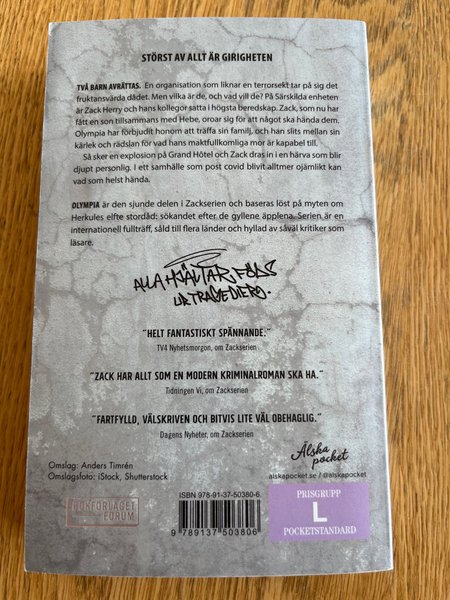 STÖRST AV ALLT ÄR GIRIGHETEN
TVÅ BARN AVRÄTTAS. En organisation som liknar en terrorsekt tar på sig det
fruktansvärda dådet. Men vilka är de, och vad vill de? På Särskilda enheten
är Zack Herry och hans kollegor satta i högsta beredskap. Zack, som nu har
fått en son tillsammans med Hebe, oroar sig för att något ska hända dem.
Olympia har förbjudit honom att träffa sin familj, och han slits mellan sin
kärlek och rädslan för vad hans maktfullkomliga mor är kapabel till.
Så sker en explosion på Grand Hôtel och Zack dras in i en härva som blir
djupt personlig. I ett samhälle som post covid blivit alltmer ojämlikt kan
vad som helst hända.
OLYMPIA är den sjunde delen i Zackserien och baseras löst på myten om
Herkules elfte stordåd: sökandet efter de gyllene äpplena. Serien är en
internationell fullträff, såld till flera länder och hyllad av såväl kritiker som
läsare.
ALLA HJÄLTAR FÖDS
UR TRAGEDIER.
"HELT FANTASTISKT SPÄNNANDE."
TV4 Nyhetsmorgon, om Zackserien
"ZACK HAR ALLT SOM EN MODERN KRIMINALROMAN SKA HA."
Tidningen Vi, om Zackserien
"FARTFYLLD, VÄLSKRIVEN OCH BITVIS LITE VÄL OBEHAGLIG."
Dagens Nyheter, om Zackserien
Älska
pocket
alskapocket.se / @alskapocket
Omslag: Anders Timrén
Omslagsfoto: iStock, Shutterstock
BOKFÖRLAGET
FORUM
ISBN 978-91-37-50380-6
9 789137 503806
PRISGRUPP
L
POCKETSTANDARD